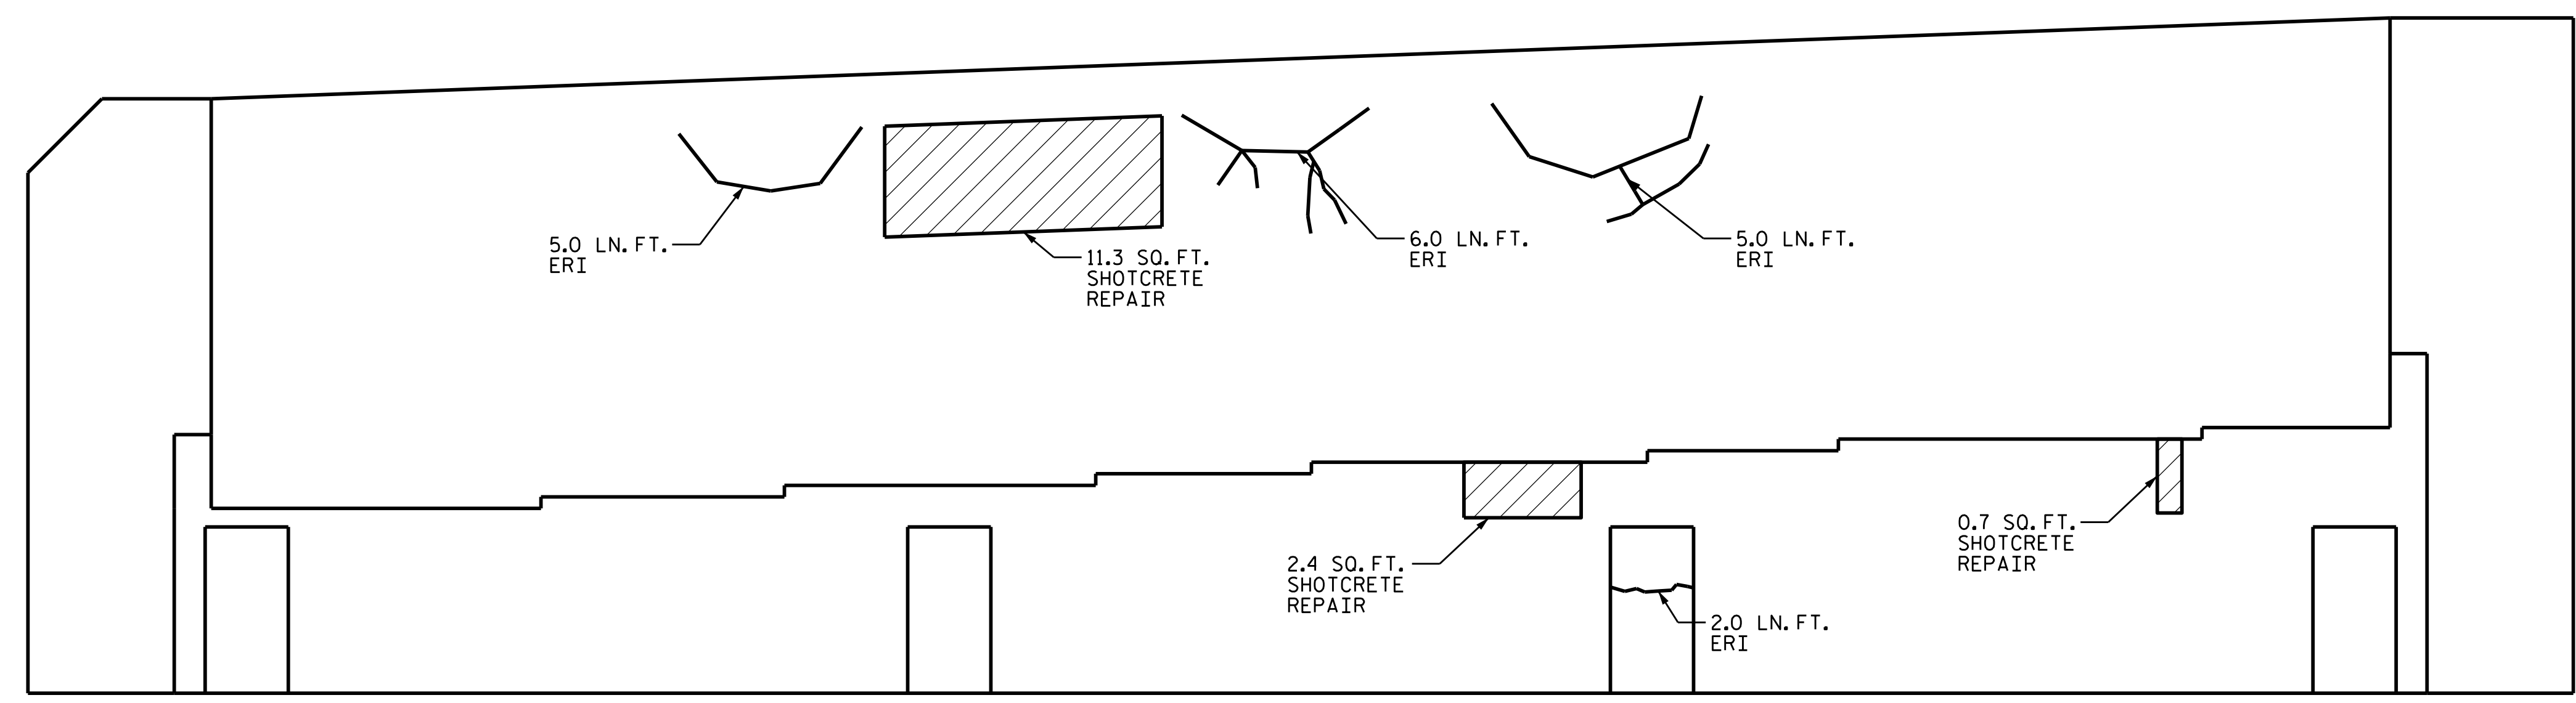 5.0 LN.FT.
ERI
11.3 SQ.FT.
SHOTCRETE
REPAIR
6.0 LN.FT.
ERI
5.0 LN.FT.
ERI
2.4 SQ.FT.
SHOTCRETE
REPAIR
2.0 LN.FT.
ERI
0.7 SQ.FT.
SHOTCRETE
REPAIR